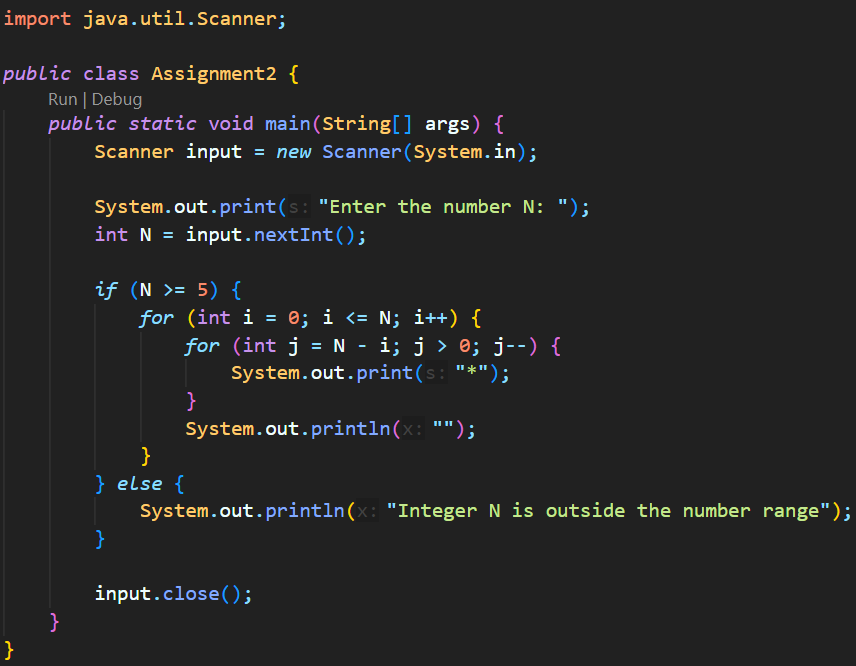 import java.util.Scanner;
public class Assignment2 {
Run | Debug
public static void main(String[] args) {
Scanner input = new Scanner(System.in);
System.out.print(s: "Enter the number N: ");
int N = input.nextInt();
if (N >= 5) {
for (int i = 0; i <= N; i++) {
for (int j = N - i; j > 0; j--) {
System.out.print(s: "*");
}
System.out.println(x: "");
}
} else {
System.out.println(x: "Integer N is outside the number range");
}
input.close();
}
}